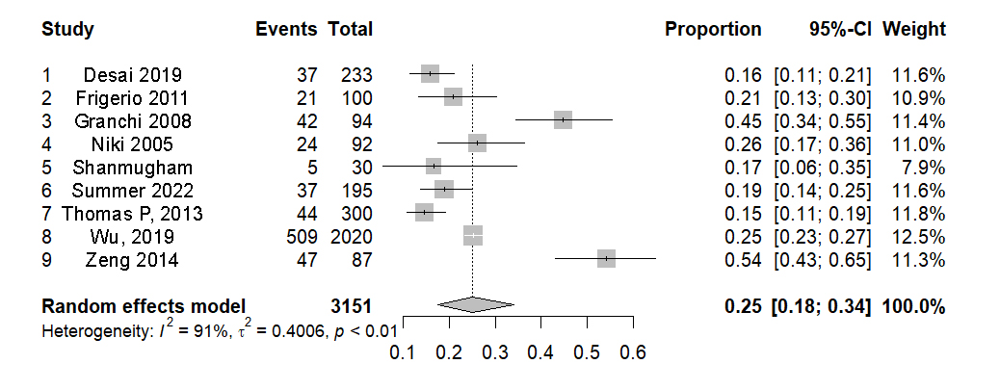 Study Events Total Proportion 95%-CI Weight
1 Desai 2019 37 233 0.16 [0.11; 0.21] 11.6%
2 Frigerio 2011 21 100 0.21 [0.13; 0.30] 10.9%
3 Granchi 2008 42 94 0.45 [0.34; 0.55] 11.4%
4 Niki 2005 24 92 0.26 [0.17; 0.36] 11.0%
5 Shanmugham 5 30 0.17 [0.06; 0.35] 7.9%
6 Summer 2022 37 195 0.19 [0.14; 0.25] 11.6%
7 Thomas P, 2013 44 300 0.15 [0.11; 0.19] 11.8%
8 Wu, 2019 509 2020 0.25 [0.23; 0.27] 12.5%
9 Zeng 2014 47 87 0.54 [0.43; 0.65] 11.3%
Random effects model 3151 0.25 [0.18; 0.34] 100.0%
Heterogeneity: I² = 91%, τ² = 0.4006, p < 0.01
0.1 0.2 0.3 0.4 0.5 0.6